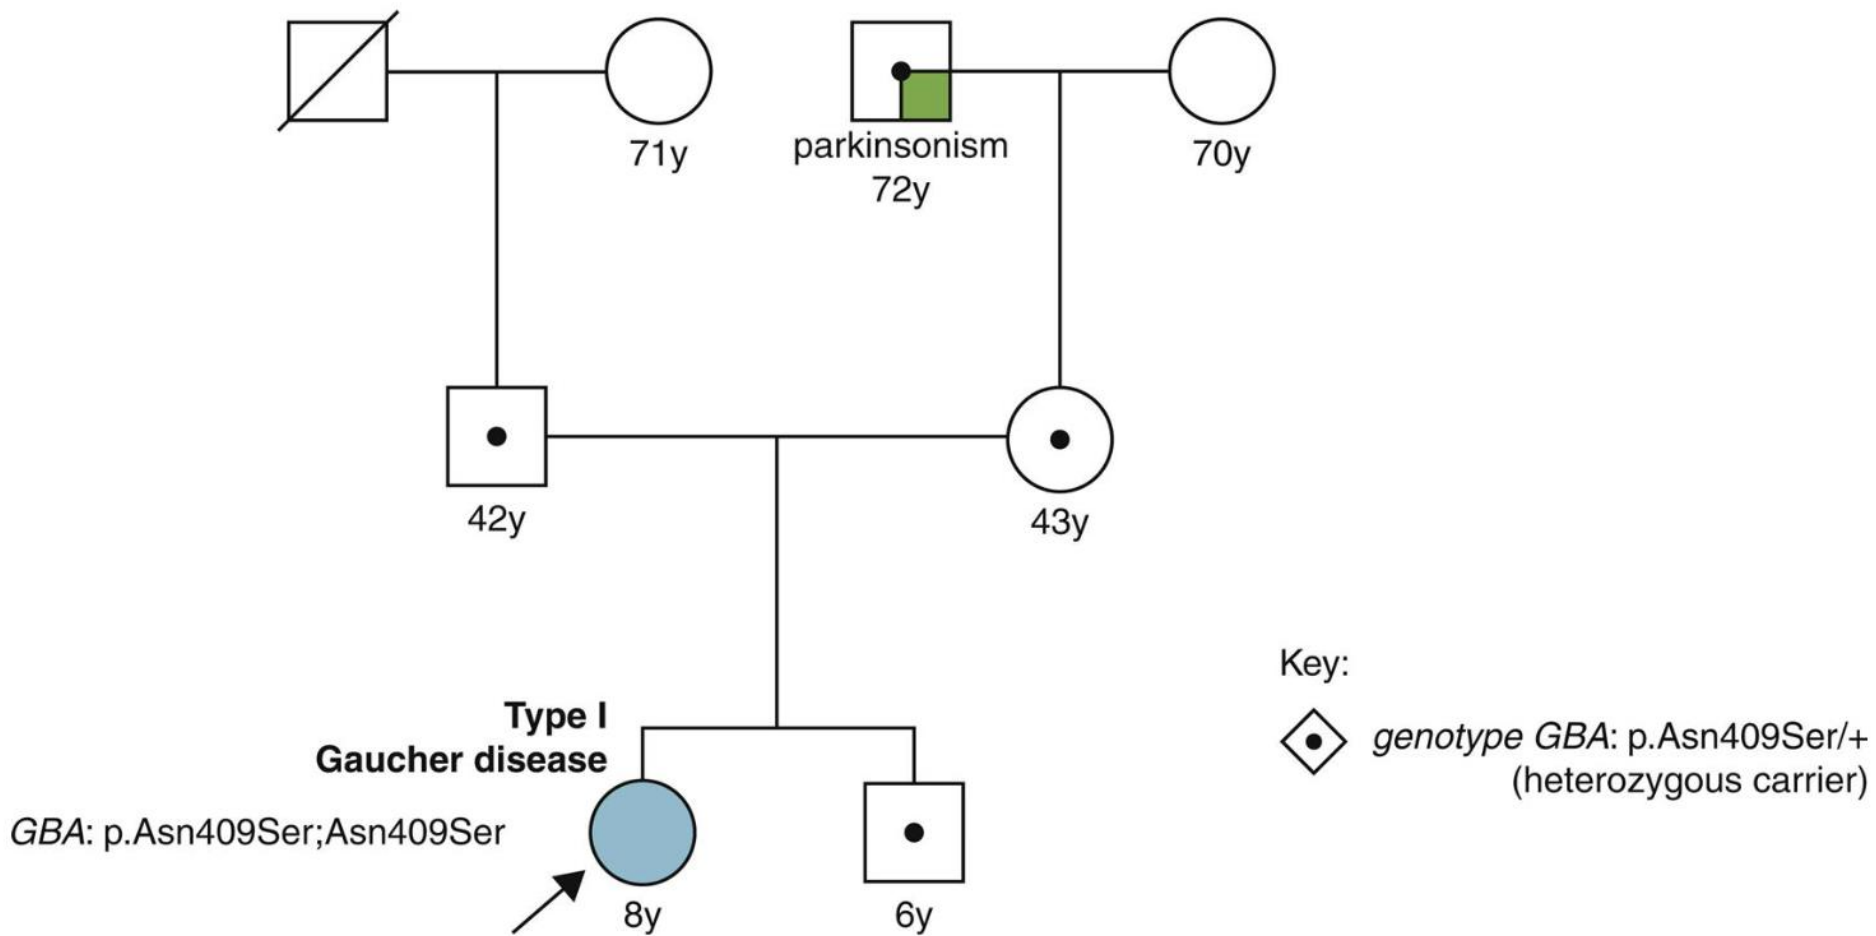 71y
parkinsonism
72y
70y
42y
43y
Type I
Gaucher disease
GBA: p.Asn409Ser;Asn409Ser
8y
6y
Key:
genotype GBA: p.Asn409Ser/+
(heterozygous carrier)